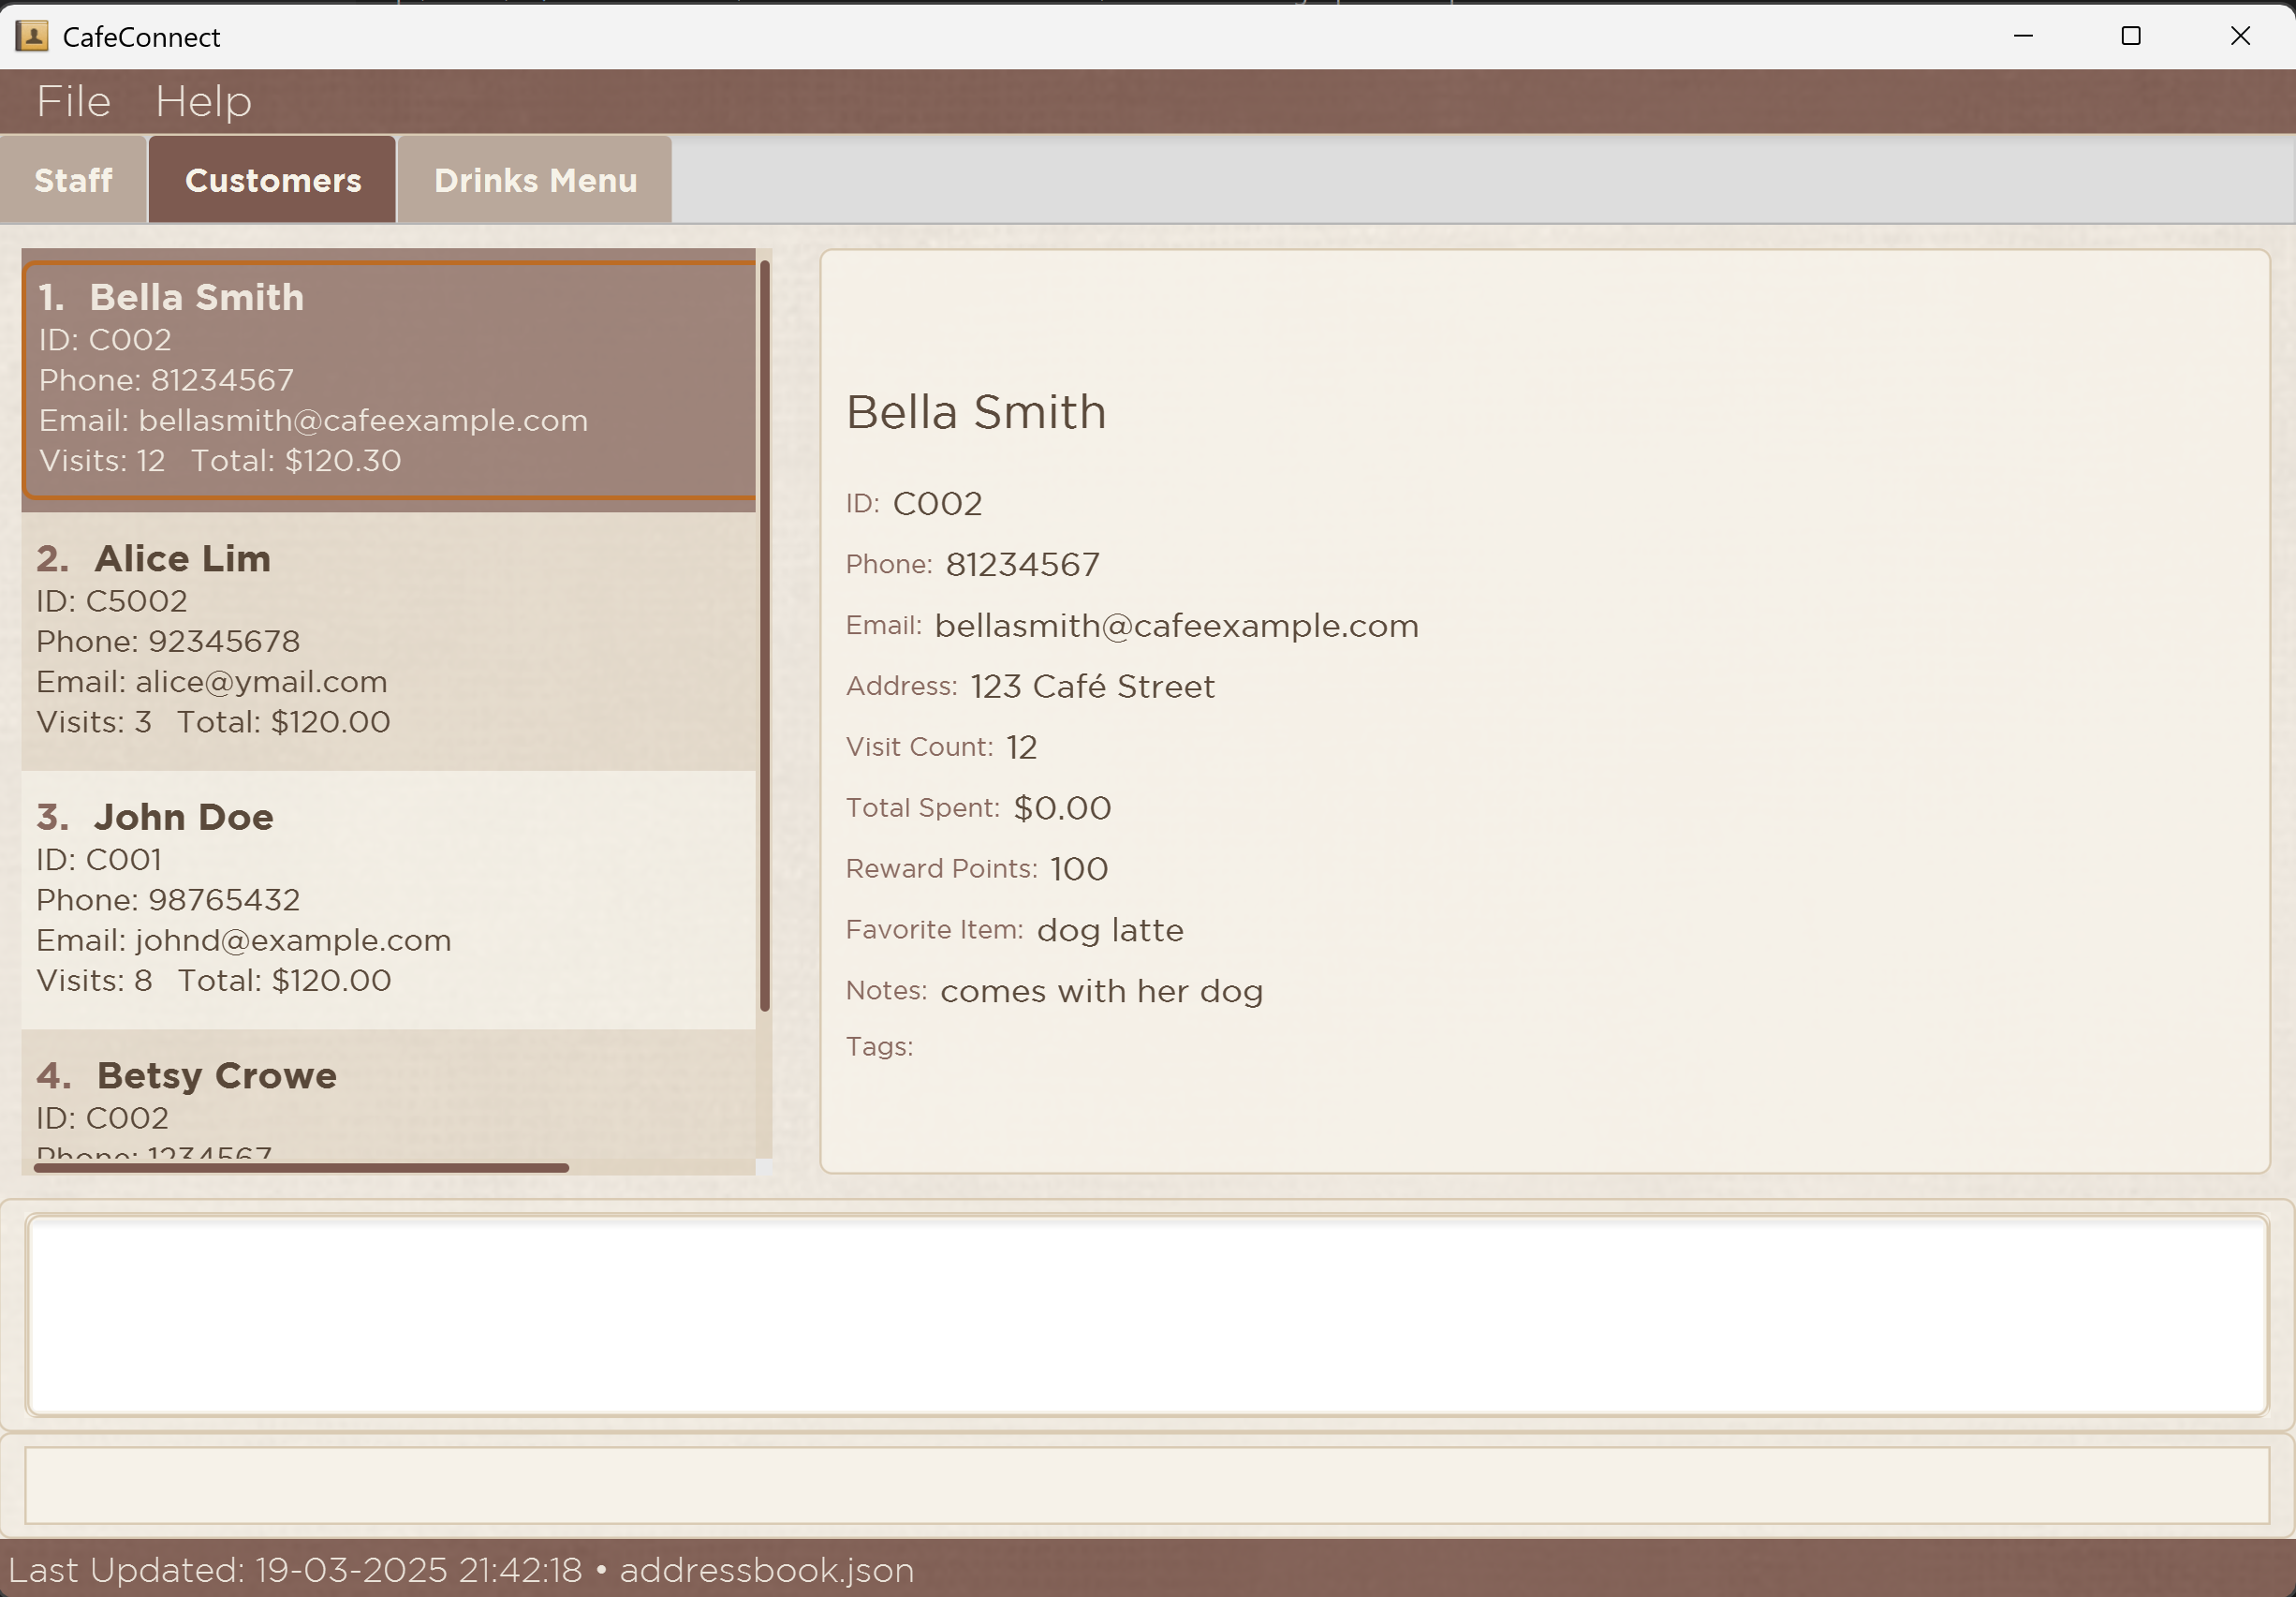 CafeConnect
File Help
Staff Customers Drinks Menu
1. Bella Smith
ID: C002
Phone: 81234567
Email: bellasmith@cafeexample.com
Visits: 12 Total: $120.30
2. Alice Lim
ID: C5002
Phone: 92345678
Email: alice@ymail.com
Visits: 3 Total: $120.00
3. John Doe
ID: C001
Phone: 98765432
Email: johnd@example.com
Visits: 8 Total: $120.00
4. Betsy Crowe
ID: C002
Phone: 1234567
Bella Smith
ID: C002
Phone: 81234567
Email: bellasmith@cafeexample.com
Address: 123 Café Street
Visit Count: 12
Total Spent: $0.00
Reward Points: 100
Favorite Item: dog latte
Notes: comes with her dog
Tags:
Last Updated: 19-03-2025 21:42:18 • addressbook.json